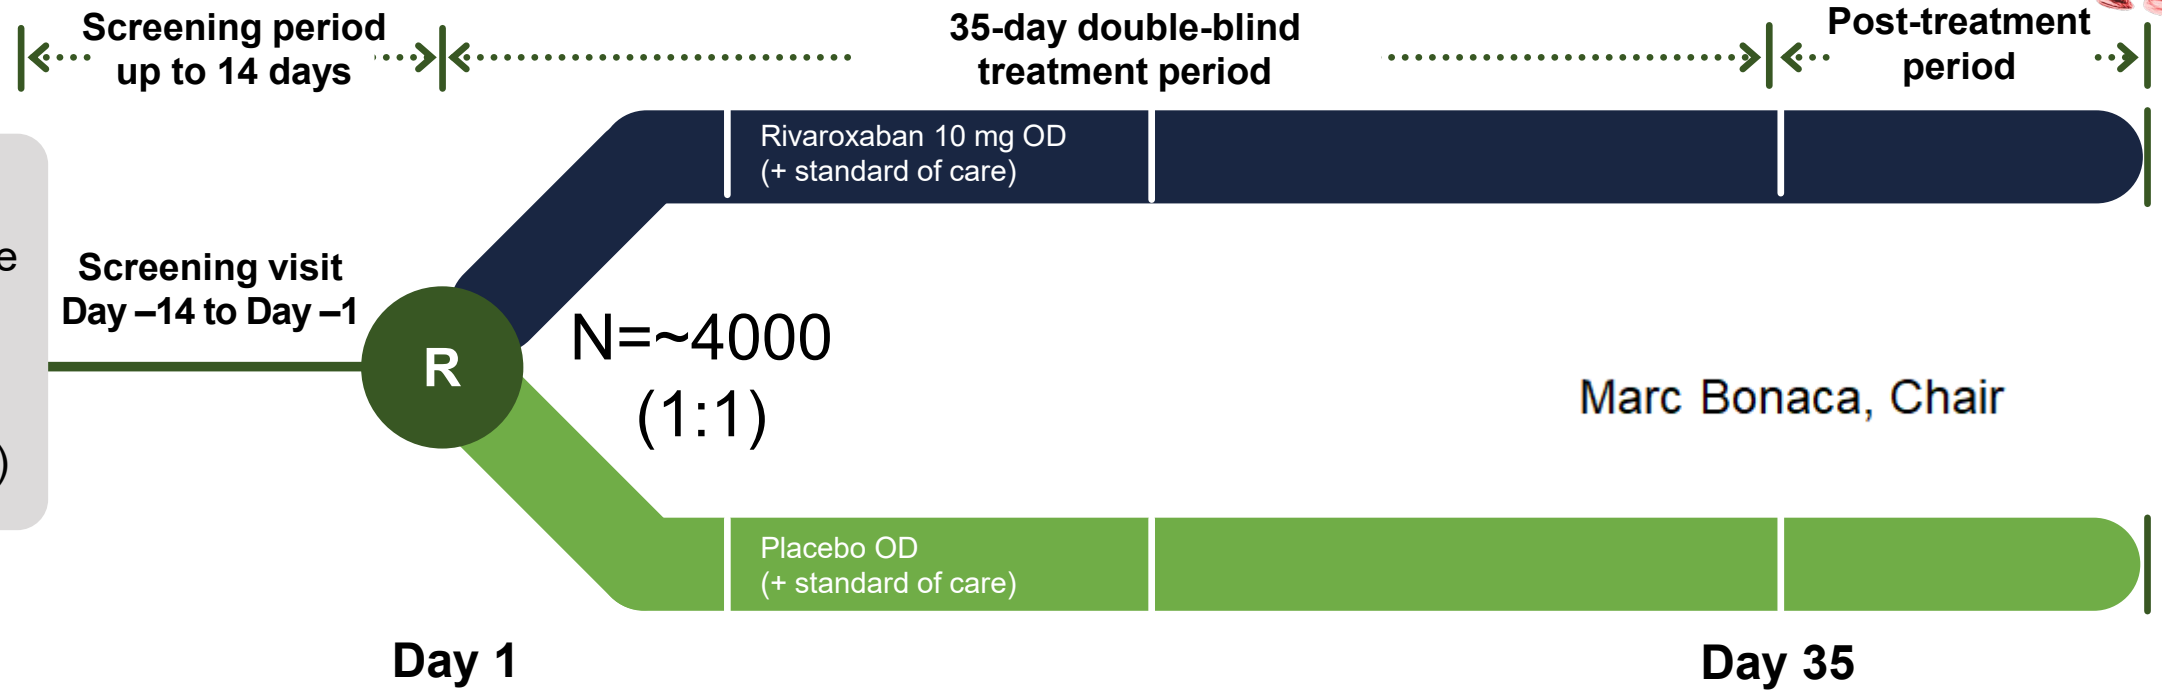 Screening period
up to 14 days
35-day double-blind
treatment period
Post-treatment
period
Rivaroxaban 10 mg OD
(+ standard of care)
Screening visit
Day –14 to Day –1
R
N=~4000
(1:1)
Marc Bonaca, Chair
Placebo OD
(+ standard of care)
Day 1
Day 35